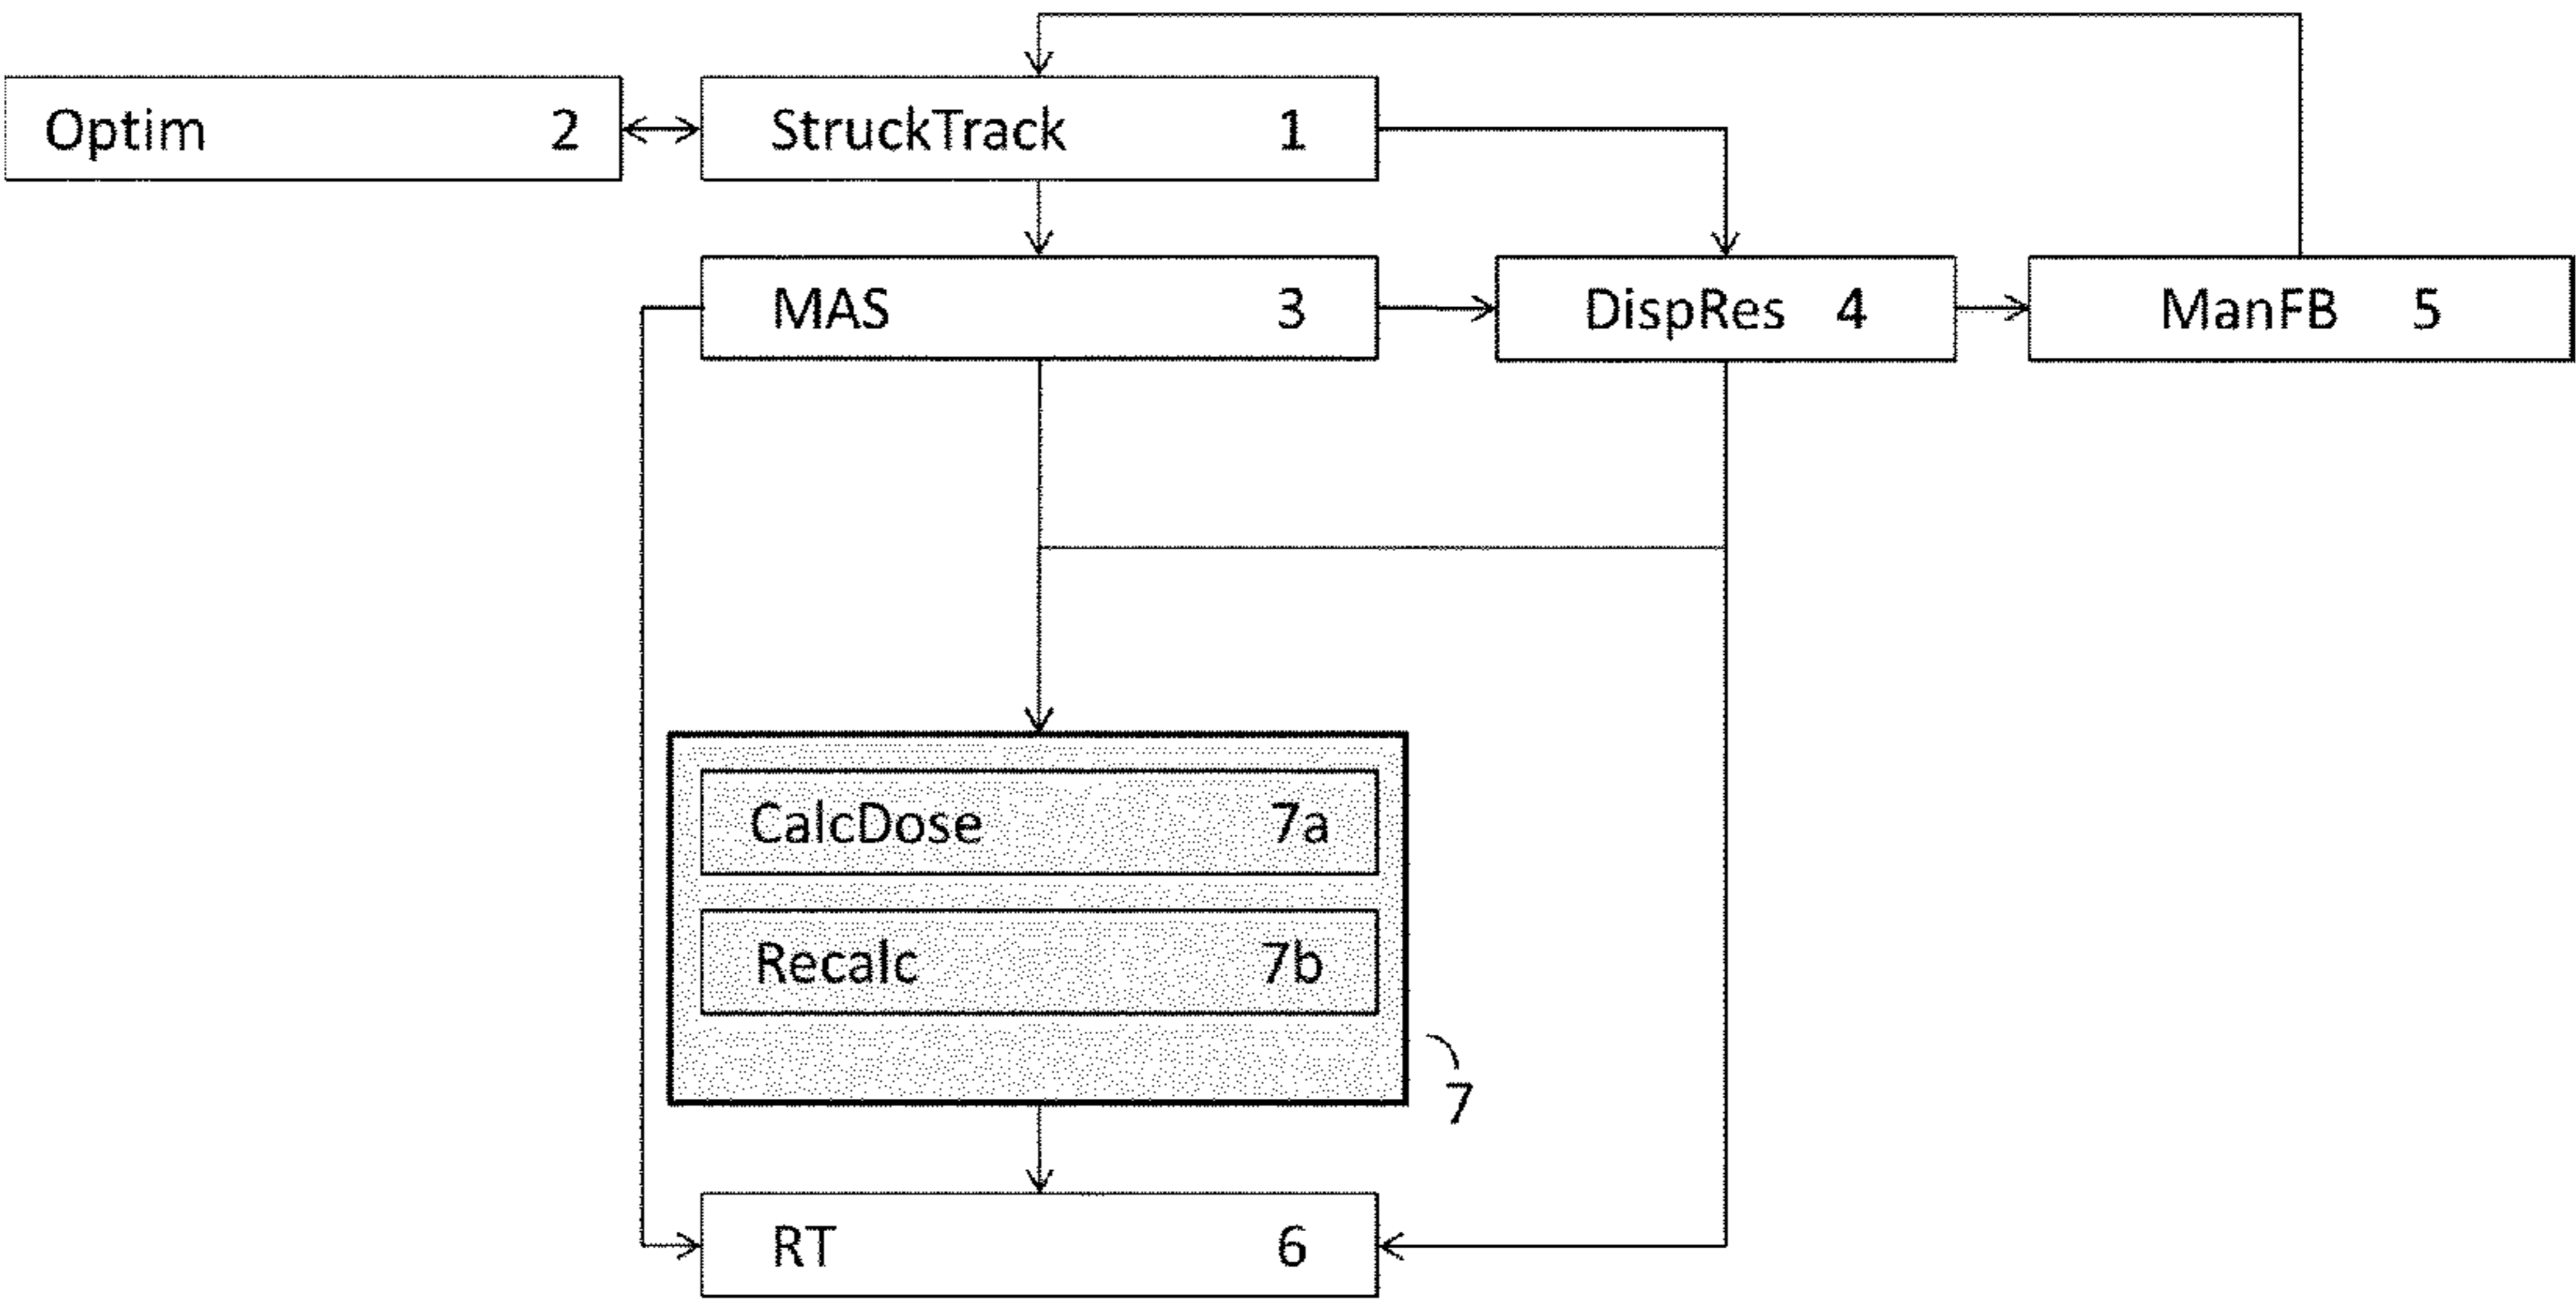 Optim 2
StruckTrack 1
MAS 3
DispRes 4
ManFB 5
CalcDose 7a
Recalc 7b
7
RT 6